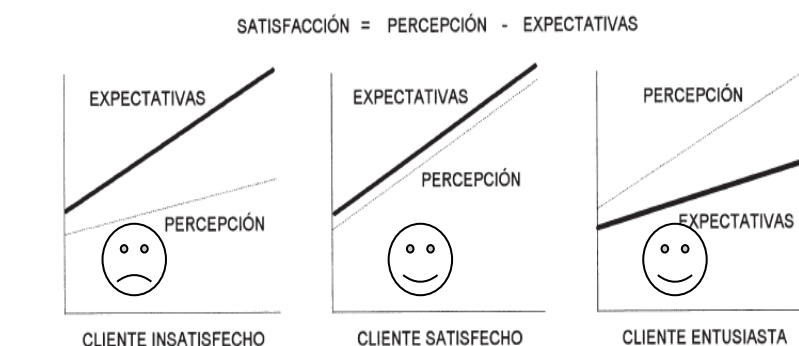 SATISFACCIÓN = PERCEPCIÓN - EXPECTATIVAS
EXPECTATIVAS
PERCEPCIÓN
CLIENTE INSATISFECHO
EXPECTATIVAS
PERCEPCIÓN
CLIENTE SATISFECHO
PERCEPCIÓN
EXPECTATIVAS
CLIENTE ENTUSIASTA